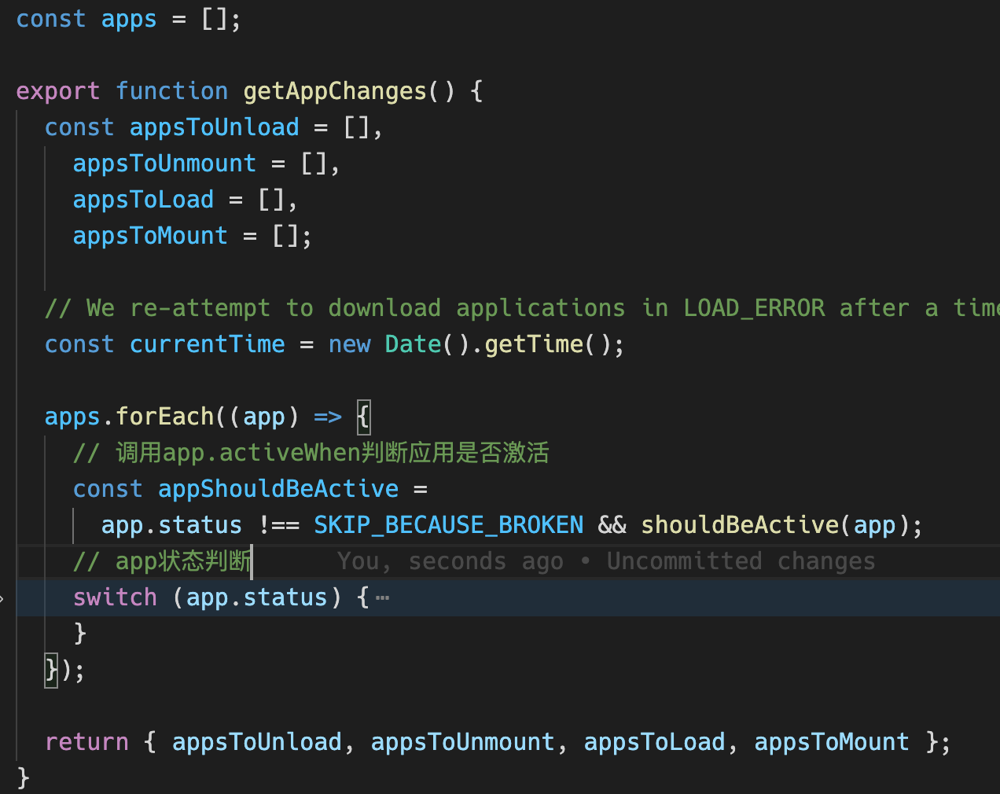 const apps = [];
export function getAppChanges() {
const appsToUnload = [],
appsToUnmount = [],
appsToLoad = [],
appsToMount = [];
// We re-attempt to download applications in LOAD_ERROR after a time
const currentTime = new Date().getTime();
apps.forEach((app) => {
// 调用app.activeWhen判断应用是否激活
const appShouldBeActive =
app.status !== SKIP_BECAUSE_BROKEN && shouldBeActive(app);
// app状态判断 You, seconds ago • Uncommitted changes
switch (app.status) {⋯
}
});
return { appsToUnload, appsToUnmount, appsToLoad, appsToMount };
}